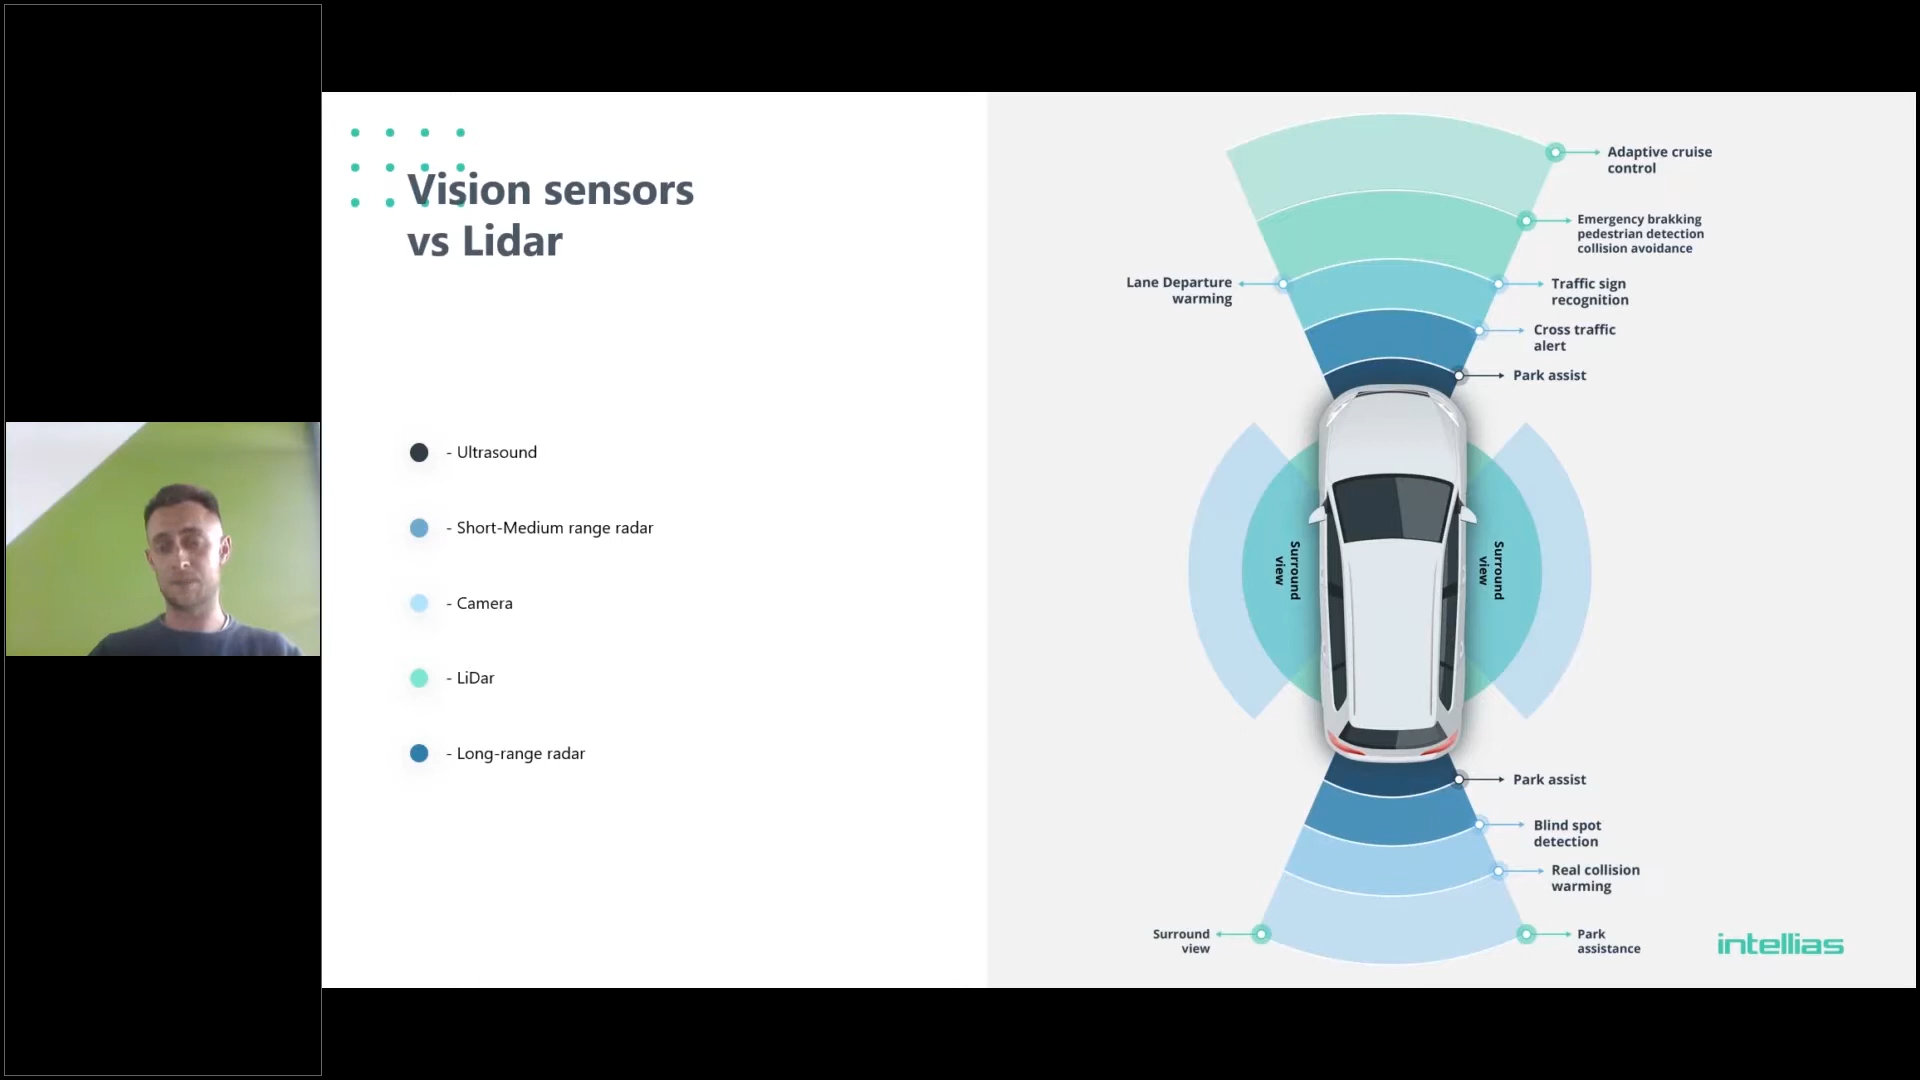 Vision sensors
vs Lidar
- Ultrasound
- Short-Medium range radar
- Camera
- LiDar
- Long-range radar
Adaptive cruise
control
Emergency brakking
pedestrian detection
collision avoidance
Lane Departure
warming
Traffic sign
recognition
Cross traffic
alert
Park assist
Surround
view
Surround
view
Park assist
Blind spot
detection
Real collision
warming
Surround
view
Park
assistance
intellias